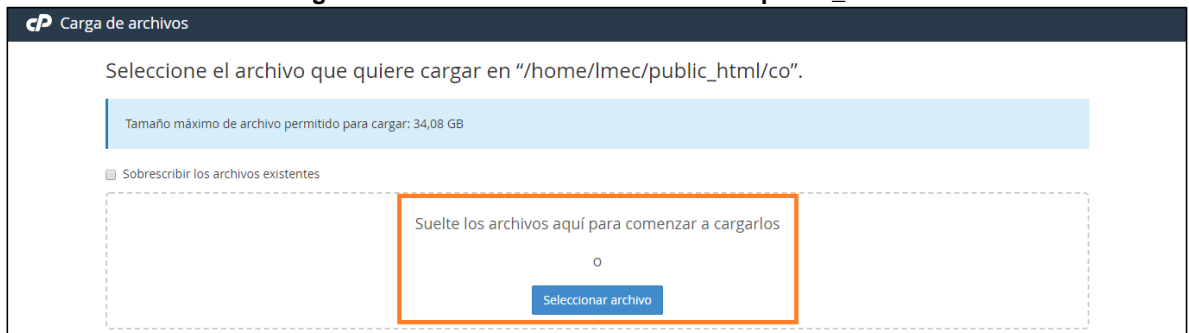 cP Carga de archivos
Seleccione el archivo que quiere cargar en “/home/lmec/public_html/co”.
Tamaño máximo de archivo permitido para cargar: 34,08 GB
Sobrescribir los archivos existentes
Suelte los archivos aquí para comenzar a cargarlos
o
Seleccionar archivo